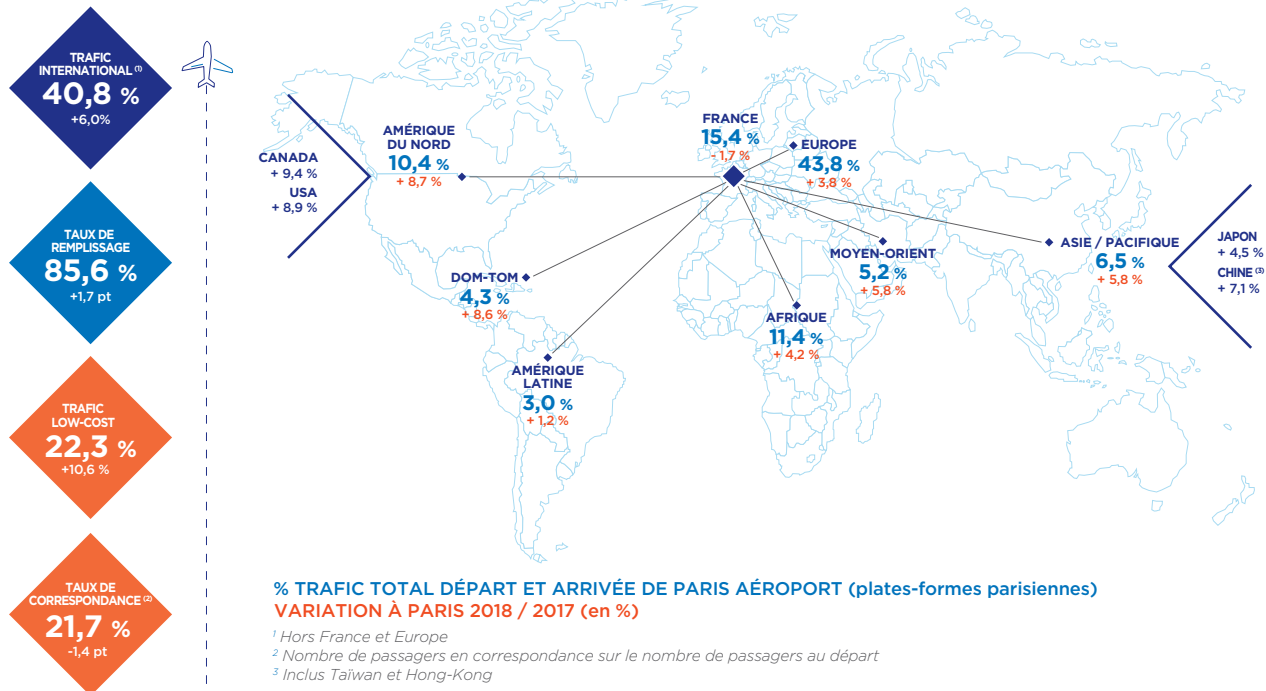 TRAFIC
INTERNATIONAL (1)
40,8 %
+6,0%
TAUX DE
REMPLISSAGE
85,6 %
+1,7 pt
TRAFIC
LOW-COST
22,3 %
+10,6 %
TAUX DE
CORRESPONDANCE (2)
21,7 %
-1,4 pt
CANADA
+ 9,4 %
USA
+ 8,9 %
AMÉRIQUE
DU NORD
10,4 %
+ 8,7 %
FRANCE
15,4 %
- 1,7 %
EUROPE
43,8 %
+ 3,8 %
DOM-TOM
4,3 %
+ 8,6 %
MOYEN-ORIENT
5,2 %
+ 5,8 %
ASIE / PACIFIQUE
6,5 %
+ 5,8 %
JAPON
+ 4,5 %
CHINE (3)
+ 7,1 %
AFRIQUE
11,4 %
+ 4,2 %
AMÉRIQUE
LATINE
3,0 %
+ 1,2 %
% TRAFIC TOTAL DÉPART ET ARRIVÉE DE PARIS AÉROPORT (plates-formes parisiennes)
VARIATION À PARIS 2018 / 2017 (en %)
1 Hors France et Europe
2 Nombre de passagers en correspondance sur le nombre de passagers au départ
3 Inclus Taïwan et Hong-Kong